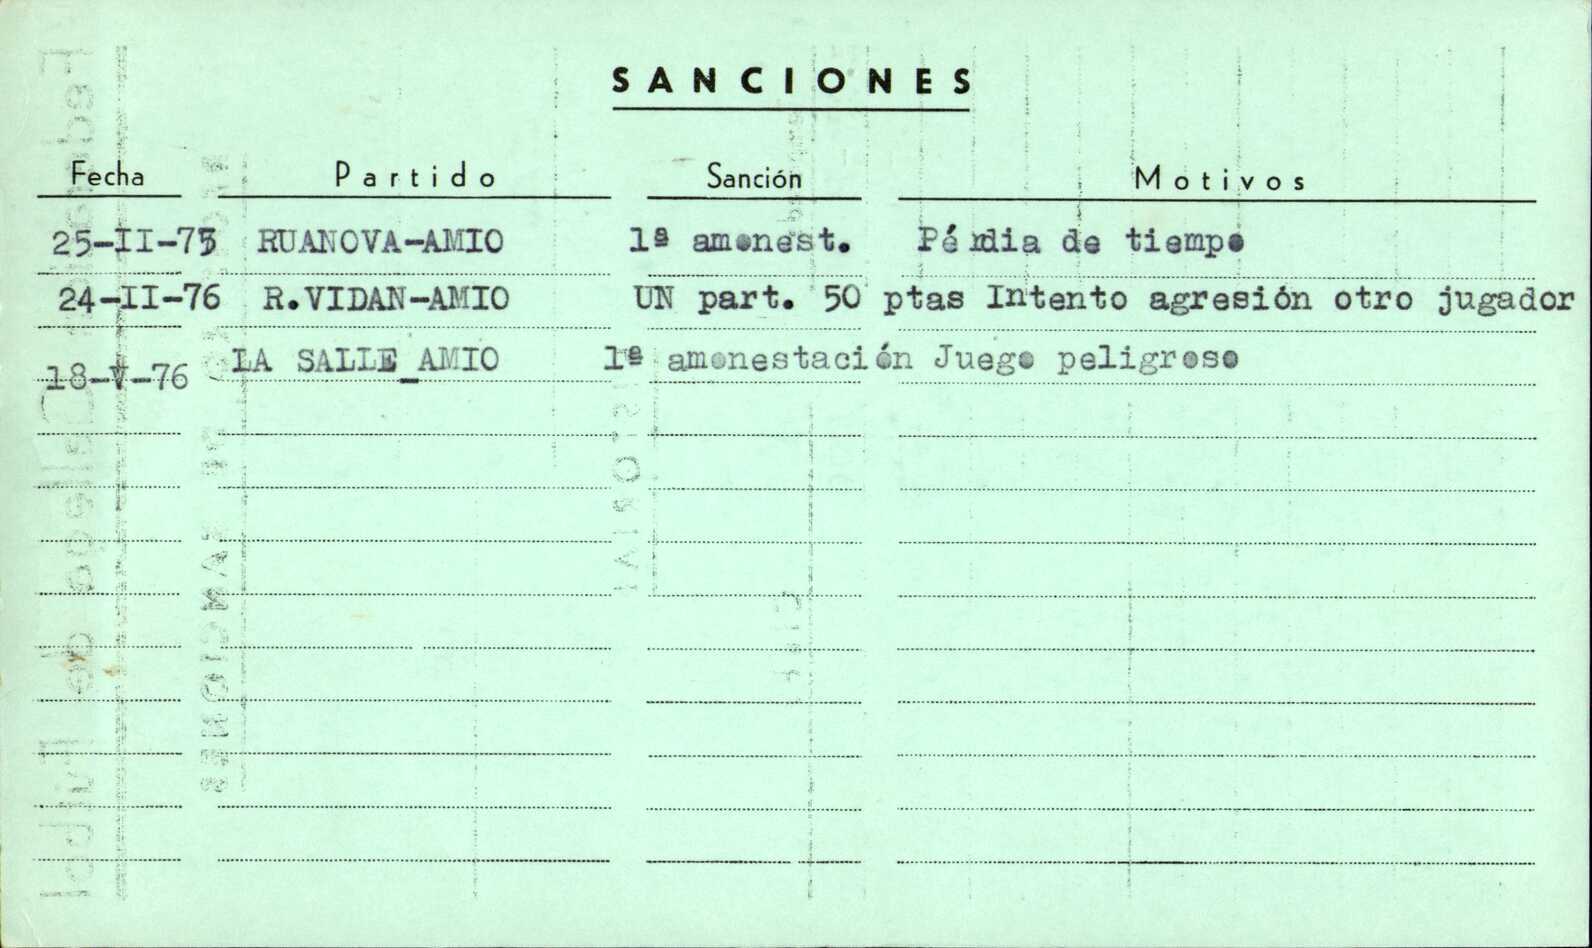 SANCIONES
Fecha Partido Sanción Motivos
25-II-75 RUANOVA-AMIO 1ª amonest. Pérdia de tiempo
24-II-76 R.VIDAN-AMIO UN part. 50 ptas Intento agresión otro jugador
18-V-76 LA SALLE_AMIO 1ª amonestación Juego peligroso